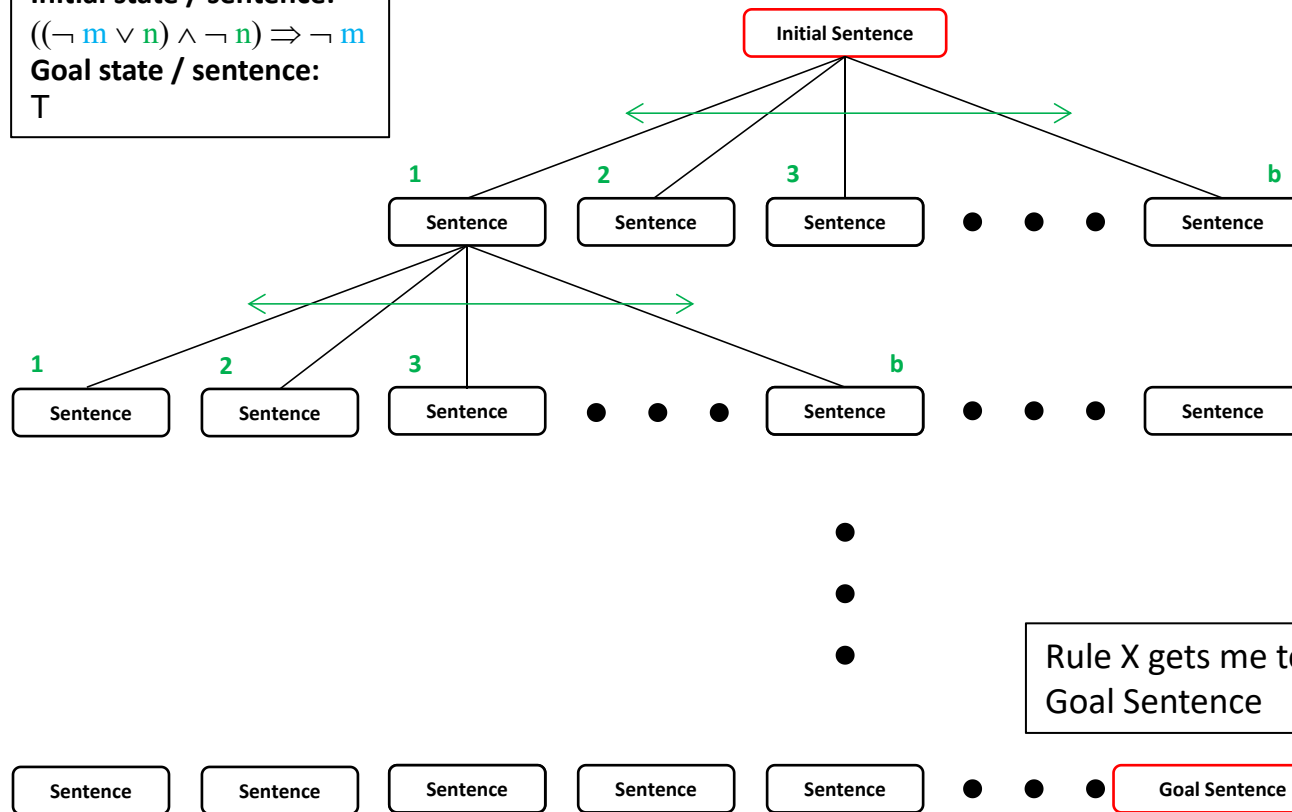 Initial state / sentence:
((¬ m ∨ n) ∧ ¬ n) ⇒ ¬ m
Goal state / sentence:
T
Initial Sentence
1 2 3 b
Sentence Sentence Sentence Sentence
1 2 3 b
Sentence Sentence Sentence Sentence Sentence
Rule X gets me
Goal Sentence
Sentence Sentence Sentence Sentence Sentence Goal Sentence